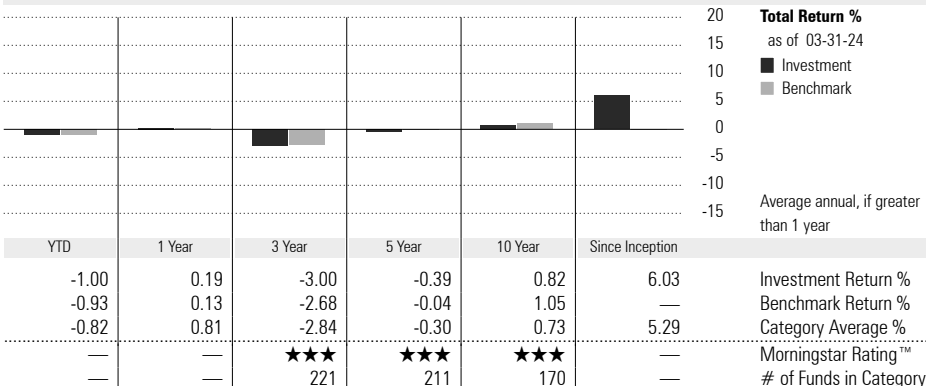 20 Total Return %
15 as of 03-31-24
10 Investment
5 Benchmark
0
-5
-10
-15 Average annual, if greater
than 1 year
YTD 1 Year 3 Year 5 Year 10 Year Since Inception
-1.00 0.19 -3.00 -0.39 0.82 6.03 Investment Return %
-0.93 0.13 -2.68 -0.04 1.05 — Benchmark Return %
-0.82 0.81 -2.84 -0.30 0.73 5.29 Category Average %
— — ★★★ ★★★ ★★★ — Morningstar Rating™
— — 221 211 170 — # of Funds in Category